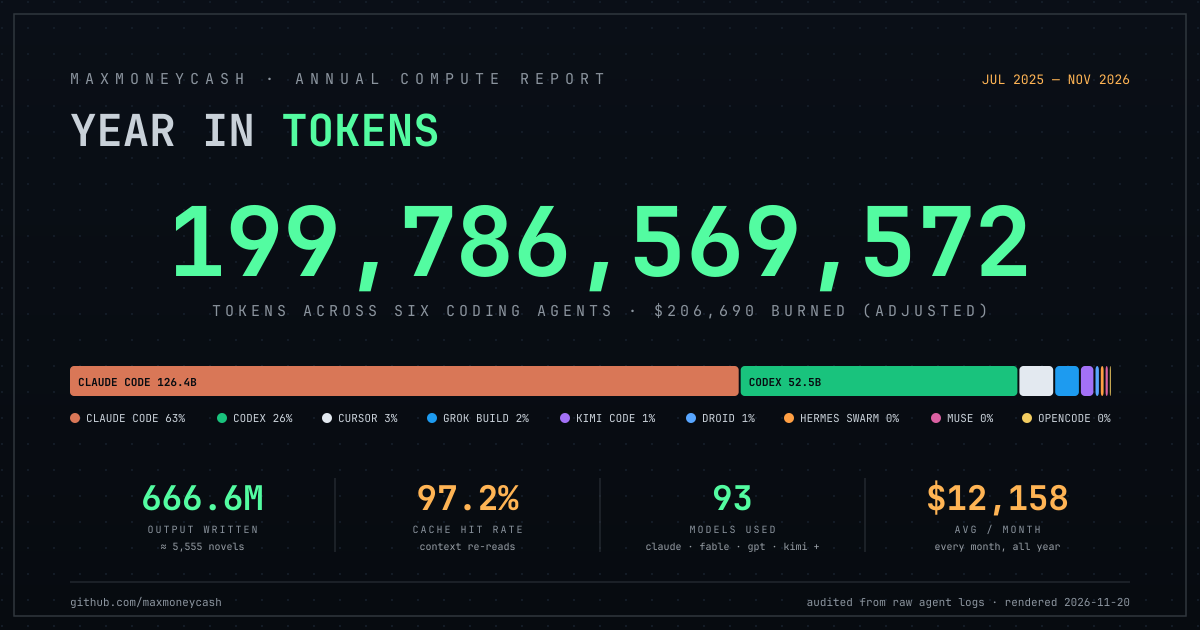 MAXMONEYCASH · ANNUAL COMPUTE REPORT
JUL 2025 — NOV 2026
YEAR IN TOKENS
199,786,569,572
TOKENS ACROSS SIX CODING AGENTS · $206,690 BURNED (ADJUSTED)
CLAUDE CODE 126.4B
CODEX 52.5B
CLAUDE CODE 63%
CODEX 26%
CURSOR 3%
GROK BUILD 2%
KIMI CODE 1%
DROID 1%
HERMES SWARM 0%
MUSE 0%
OPENCODE 0%
666.6M
OUTPUT WRITTEN
≈ 5,555 novels
97.2%
CACHE HIT RATE
context re-reads
93
MODELS USED
claude · fable · gpt · kimi +
$12,158
AVG / MONTH
every month, all year
github.com/maxmoneycash
audited from raw agent logs · rendered 2026-11-20